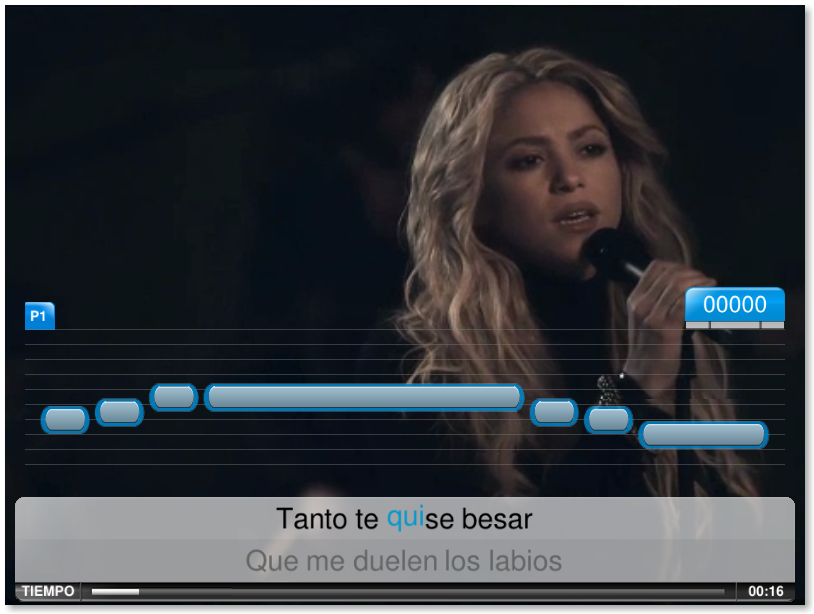 P1
00000
Tanto te quise besar
Que me duelen los labios
TIEMPO 00:16